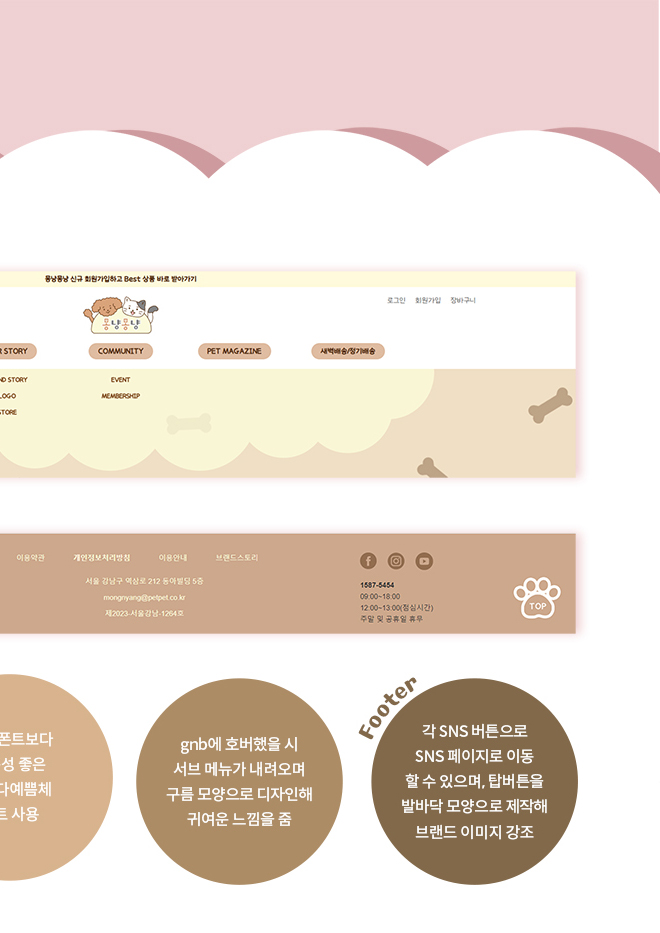 몽냥몽냥 신규 회원가입하고 Best 상품 바로 받아가기
몽냥몽냥
로그인 회원가입 장바구니
R STORY COMMUNITY PET MAGAZINE 새벽배송/정기배송
ND STORY EVENT
LOGO MEMBERSHIP
STORE
이용약관 개인정보처리방침 이용안내 브랜드스토리
서울 강남구 역삼로 212 동아빌딩 5층
mongnyang@petpet.co.kr
제2023-서울강남-1264호
1587-5454
09:00~18:00
12:00~13:00(점심시간)
주말 및 공휴일 휴무
TOP
폰트보다
성 좋은
다예쁨체
트 사용
gnb에 호버했을 시
서브 메뉴가 내려오며
구름 모양으로 디자인해
귀여운 느낌을 줌
Footer
각 SNS 버튼으로
SNS 페이지로 이동
할 수 있으며, 탑버튼을
발바닥 모양으로 제작해
브랜드 이미지 강조